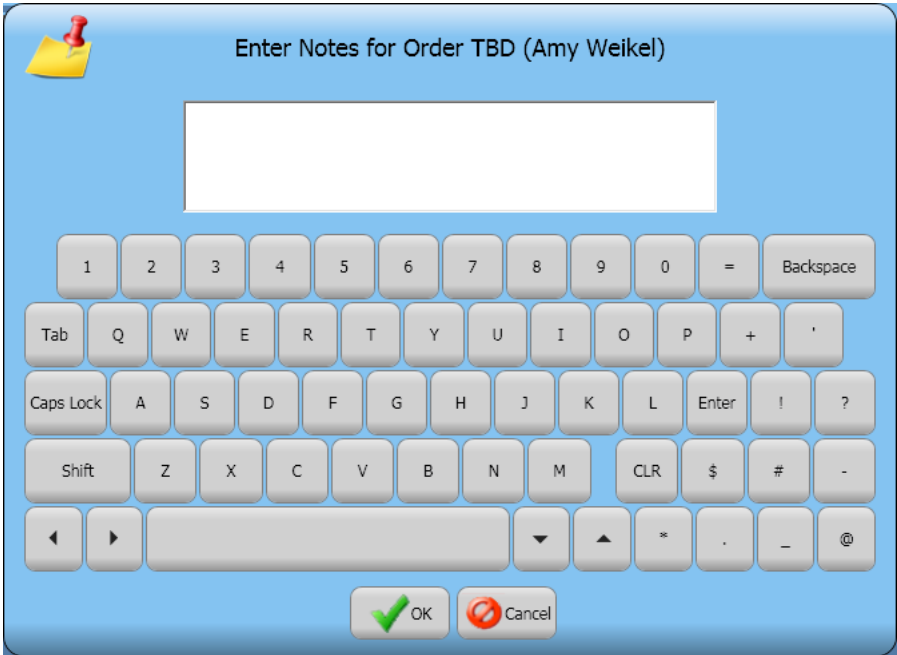 Enter Notes for Order TBD (Amy Weikel)
1 2 3 4 5 6 7 8 9 0 = Backspace
Tab Q W E R T Y U I O P + '
Caps Lock A S D F G H J K L Enter ! ?
Shift Z X C V B N M CLR $ # -
* . _ @
OK Cancel